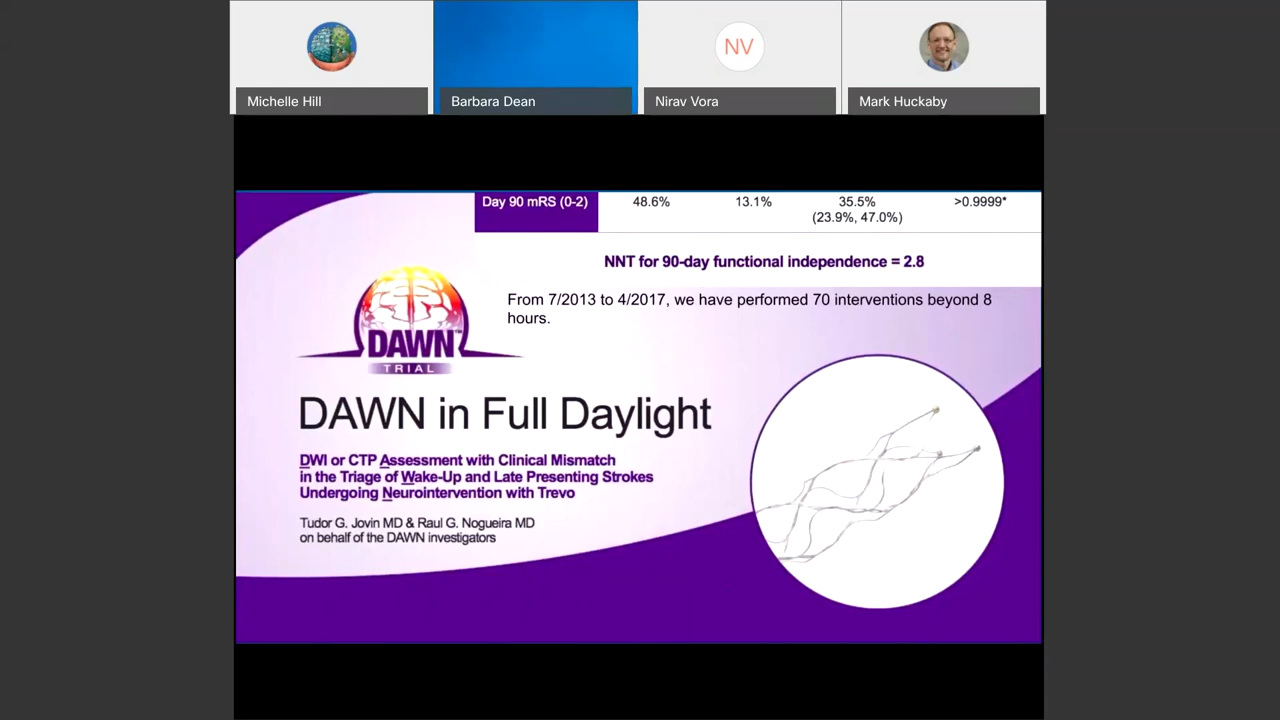 Michelle Hill
Barbara Dean
NV
Nirav Vora
Mark Huckaby
Day 90 mRS (0-2) 48.6% 13.1% 35.5% >0.9999*
(23.9%, 47.0%)
NNT for 90-day functional independence = 2.8
From 7/2013 to 4/2017, we have performed 70 interventions beyond 8
hours.
DAWN™
TRIAL
DAWN in Full Daylight
DWI or CTP Assessment with Clinical Mismatch
in the Triage of Wake-Up and Late Presenting Strokes
Undergoing Neurointervention with Trevo
Tudor G. Jovin MD & Raul G. Nogueira MD
on behalf of the DAWN investigators